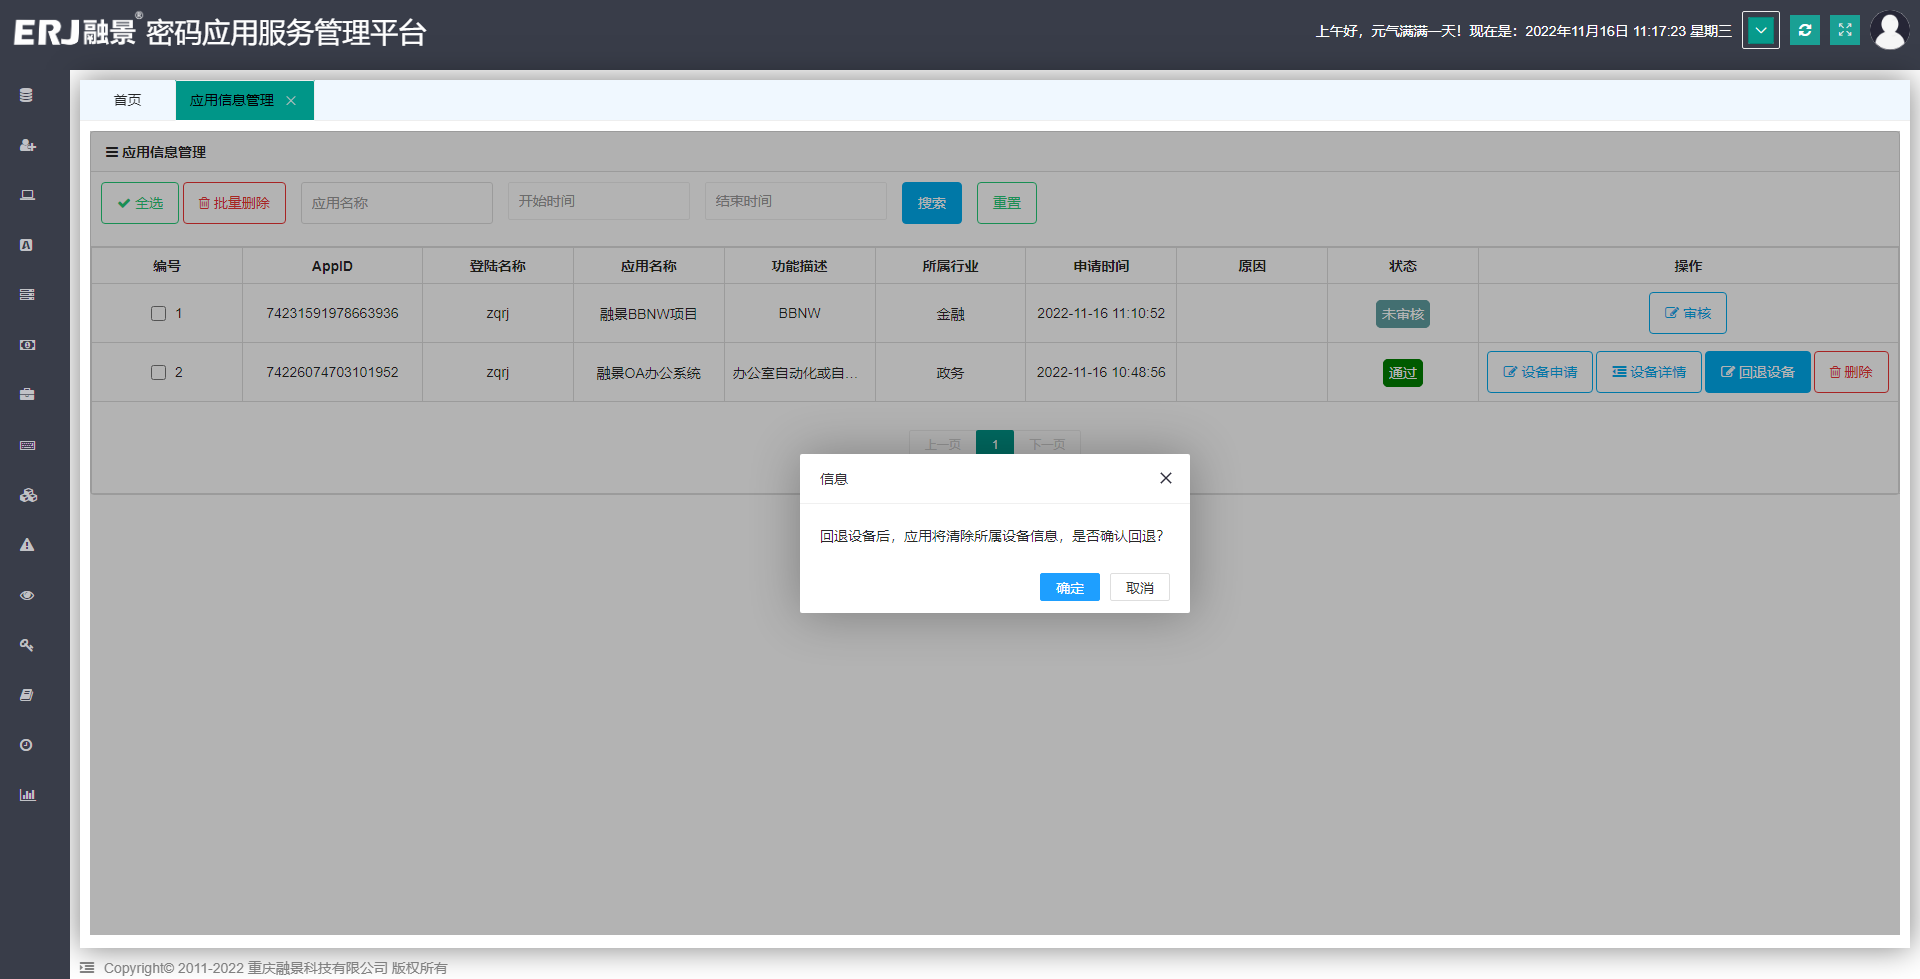 ERJ融景® 密码应用服务管理平台
上午好，元气满满一天！现在是：2022年11月16日 11:17:23 星期三
首页
应用信息管理
应用信息管理
全选
批量删除
应用名称
开始时间
结束时间
搜索
重置
编号 AppID 登陆名称 应用名称 功能描述 所属行业 申请时间 原因 状态 操作
1 74231591978663936 zqrj 融景BBNW项目 BBNW 金融 2022-11-16 11:10:52 未审核 审核
2 74226074703101952 zqrj 融景OA办公系统 办公室自动化或自... 政务 2022-11-16 10:48:56 通过 设备申请 设备详情 回退设备 删除
上一页 1 下一页
信息
回退设备后，应用将清除所属设备信息，是否确认回退？
确定 取消
Copyright© 2011-2022 重庆融景科技有限公司 版权所有